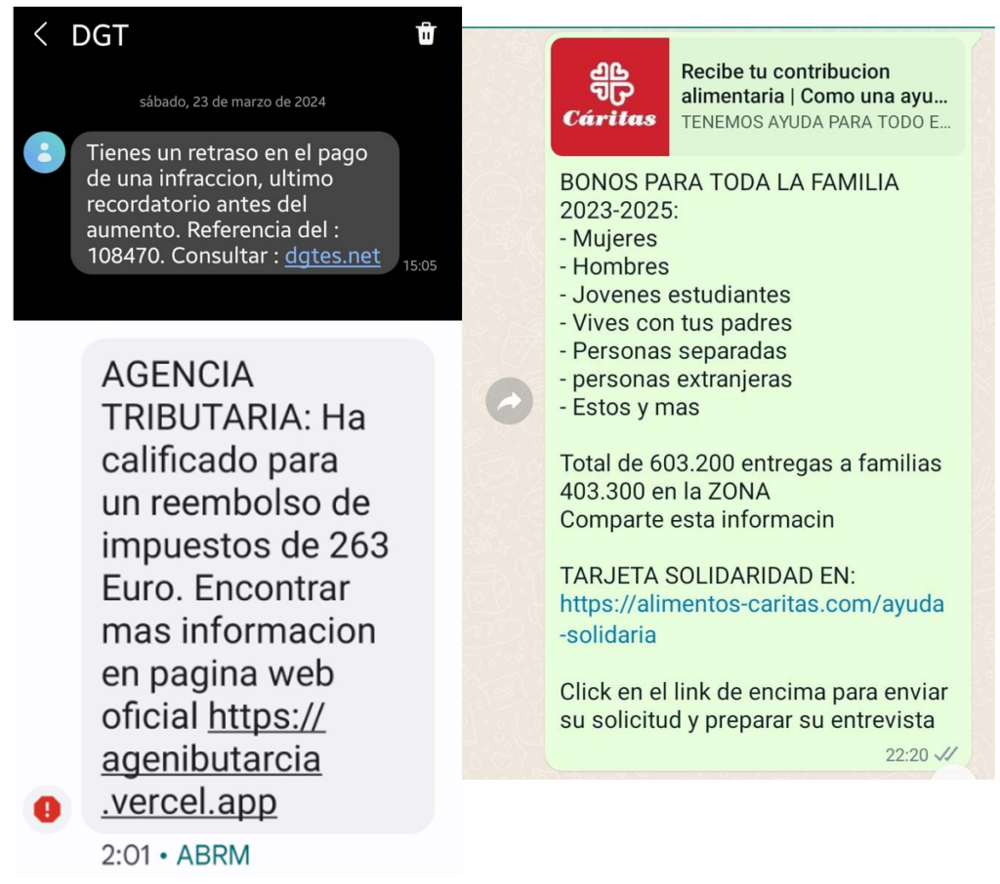 DGT
sábado, 23 de marzo de 2024
Tienes un retraso en el pago
de una infraccion, ultimo
recordatorio antes del
aumento. Referencia del :
108470. Consultar : dgtes.net
15:05
AGENCIA
TRIBUTARIA: Ha
calificado para
un reembolso de
impuestos de 263
Euro. Encontrar
mas informacion
en pagina web
oficial https://
agenibutarcia
.vercel.app
2:01 • ABRM
Cáritas
Recibe tu contribucion
alimentaria | Como una ayu...
TENEMOS AYUDA PARA TODO E...
BONOS PARA TODA LA FAMILIA
2023-2025:
- Mujeres
- Hombres
- Jovenes estudiantes
- Vives con tus padres
- Personas separadas
- personas extranjeras
- Estos y mas
Total de 603.200 entregas a familias
403.300 en la ZONA
Comparte esta informacin
TARJETA SOLIDARIDAD EN:
https://alimentos-caritas.com/ayuda
-solidaria
Click en el link de encima para enviar
su solicitud y preparar su entrevista
22:20